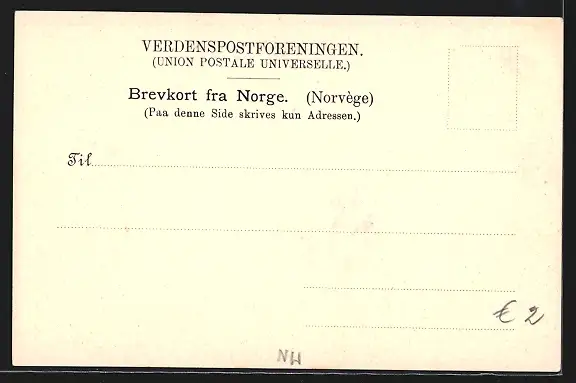 VERDENSPOSTFORENINGEN.
(UNION POSTALE UNIVERSELLE.)
Brevkort fra Norge. (Norvège)
(Paa denne Side skrives kun Adressen.)
Til
€ 2
NH